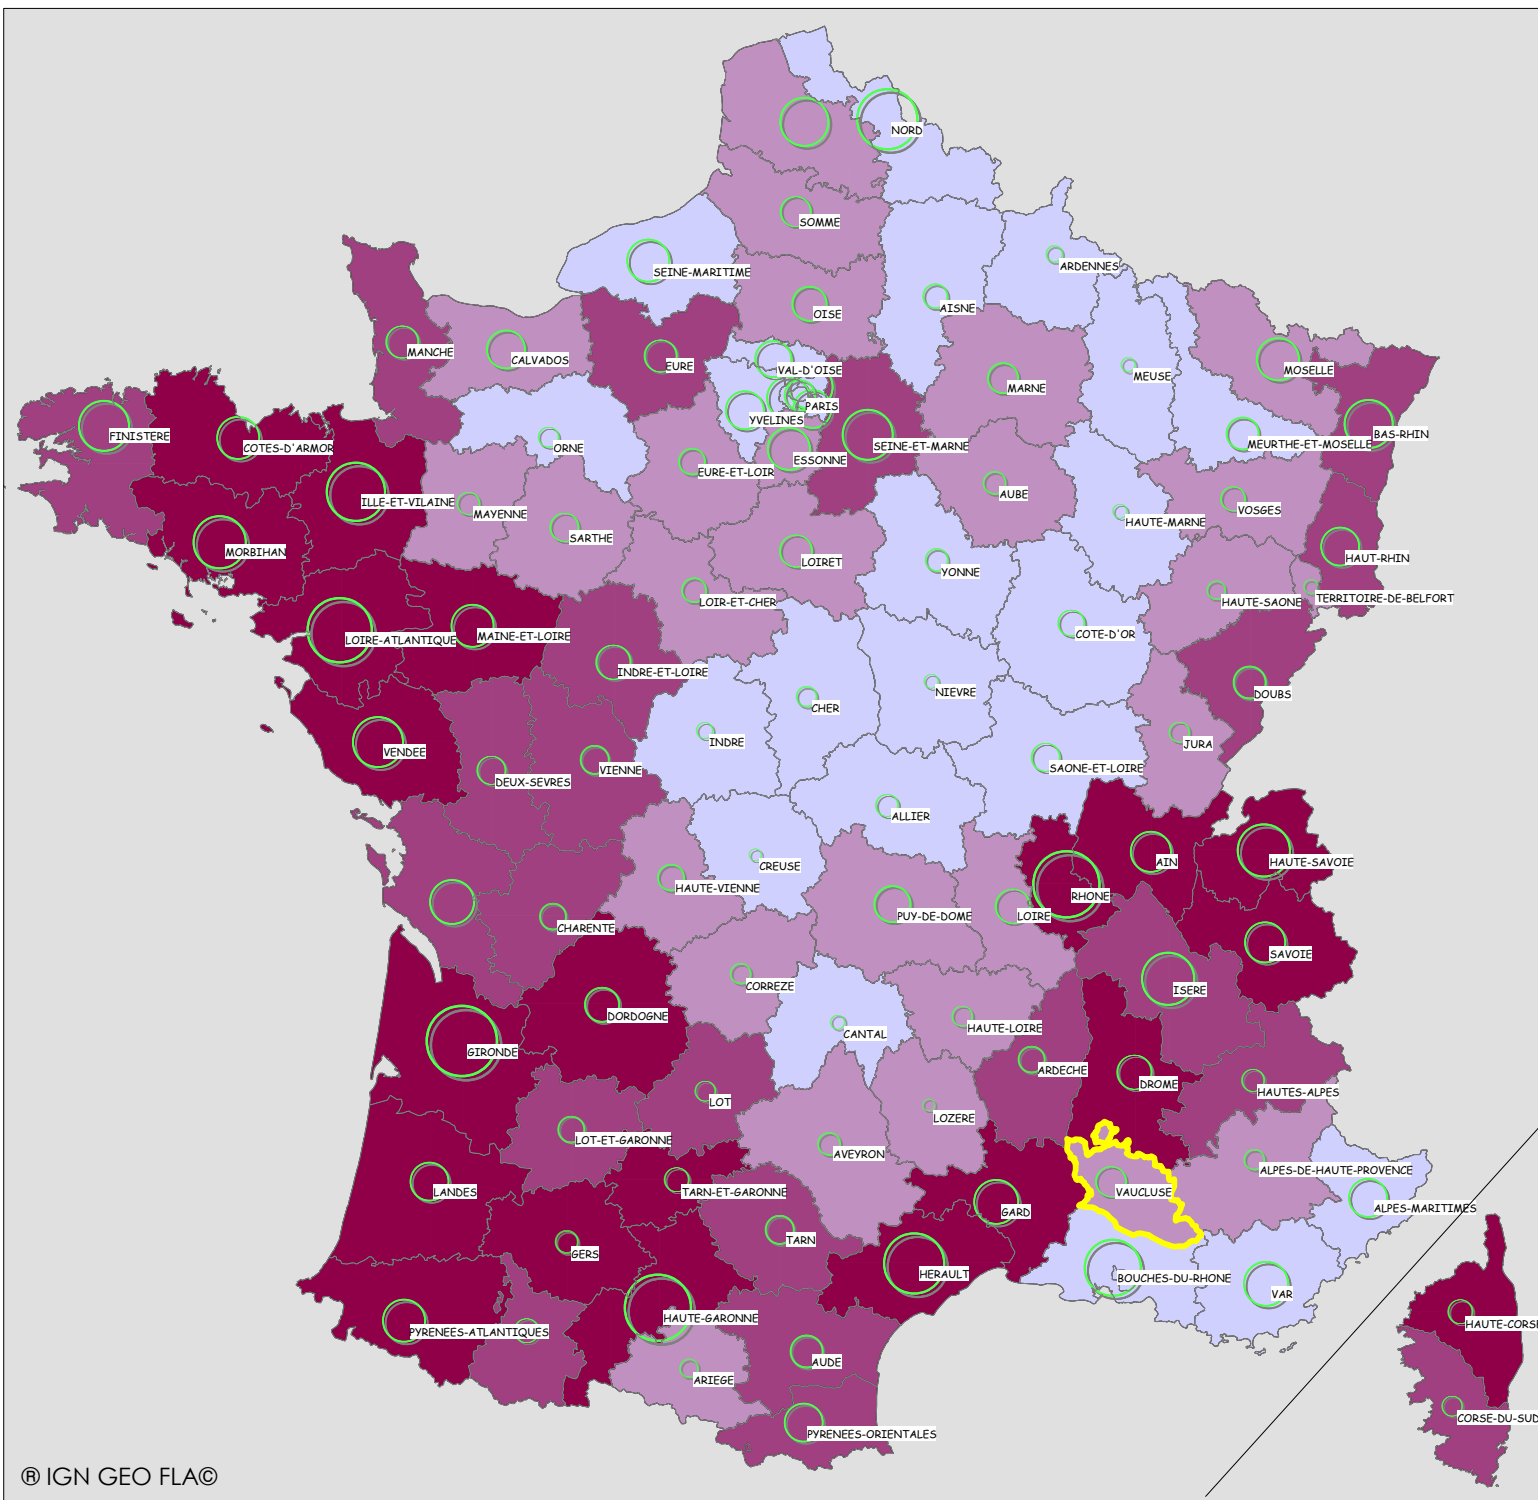 NORD
SOMME
ARDENNES
SEINE-MARITIME
AISNE
OISE
MANCHE
CALVADOS
EURE
VAL-D'OISE
MOSELLE
MEUSE
MARNE
PARIS
YVELINES
FINISTERE
COTES-D'ARMOR
ORNE
SEINE-ET-MARNE
MEURTHE-ET-MOSELLE
BAS-RHIN
ESSONNE
EURE-ET-LOIR
ILLE-ET-VILAINE
MAYENNE
AUBE
VOSGES
HAUTE-MARNE
SARTHE
MORBIHAN
LOIRET
HAUT-RHIN
YONNE
LOIR-ET-CHER
HAUTE-SAONE
TERRITOIRE-DE-BELFORT
LOIRE-ATLANTIQUE
MAINE-ET-LOIRE
COTE-D'OR
INDRE-ET-LOIRE
NIEVRE
DOUBS
CHER
INDRE
JURA
VENDEE
VIENNE
SAONE-ET-LOIRE
DEUX-SEVRES
ALLIER
CREUSE
AIN
HAUTE-SAVOIE
HAUTE-VIENNE
RHONE
PUY-DE-DOME
LOIRE
CHARENTE
SAVOIE
CORREZE
ISERE
DORDOGNE
HAUTE-LOIRE
CANTAL
GIRONDE
ARDECHE
DROME
HAUTES-ALPES
LOT
LOZERE
LOT-ET-GARONNE
AVEYRON
ALPES-DE-HAUTE-PROVENCE
LANDES
TARN-ET-GARONNE
VAUCLUSE
GARD
ALPES-MARITIMES
TARN
GERS
HERAULT
BOUCHES-DU-RHONE
VAR
HAUTE-GARONNE
HAUTE-CORSE
PYRENEES-ATLANTIQUES
AUDE
ARIEGE
CORSE-DU-SUD
PYRENEES-ORIENTALES
® IGN GEO FLA©